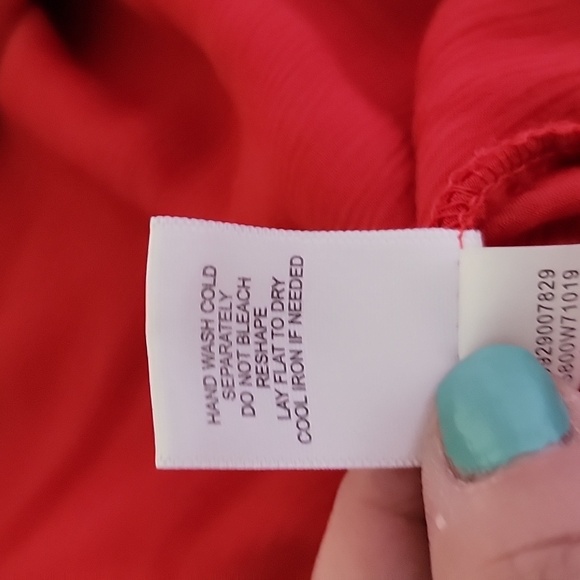 HAND WASH COLD
SEPARATELY
DO NOT BLEACH
RESHAPE
LAY FLAT TO DRY
COOL IRON IF NEEDED